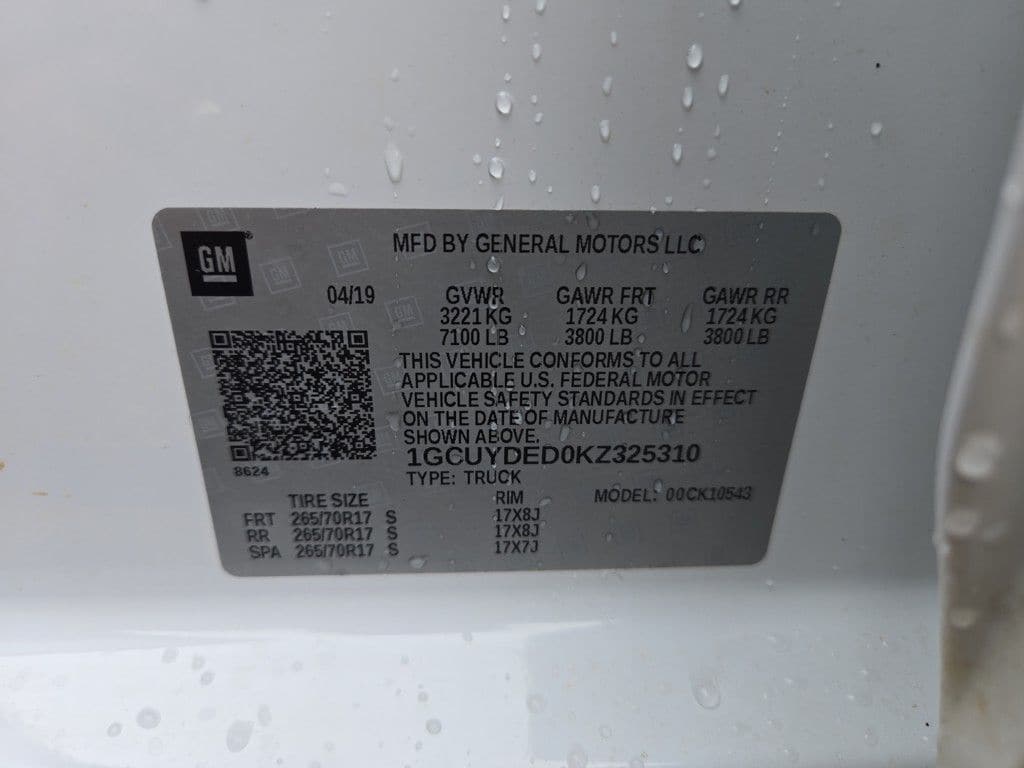 GM
MFD BY GENERAL MOTORS LLC
04/19 GVWR GAWR FRT GAWR RR
3221 KG 1724 KG 1724 KG
7100 LB 3800 LB 3800 LB
THIS VEHICLE CONFORMS TO ALL
APPLICABLE U.S. FEDERAL MOTOR
VEHICLE SAFETY STANDARDS IN EFFECT
ON THE DATE OF MANUFACTURE
SHOWN ABOVE.
8624
1GCUYDED0KZ325310
TYPE: TRUCK
TIRE SIZE RIM MODEL: 00CK10543
FRT 265/70R17 S 17X8J
RR 265/70R17 S 17X8J
SPA 265/70R17 S 17X7J